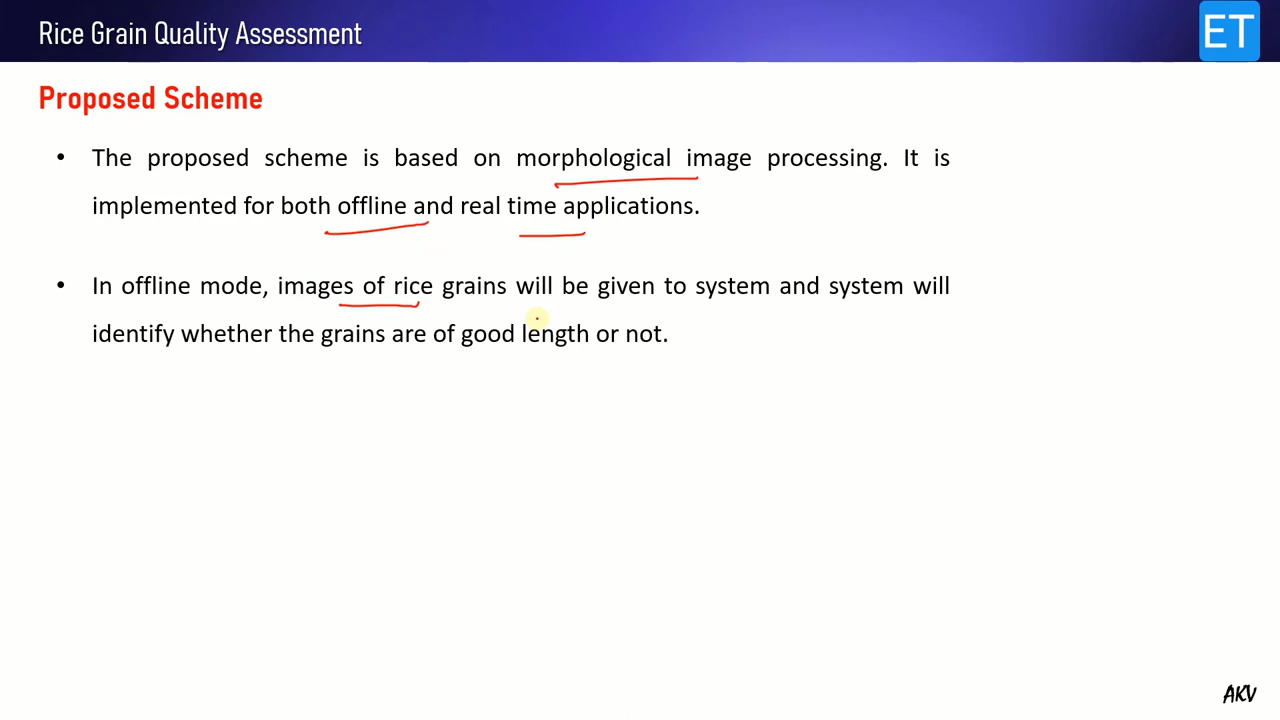 Rice Grain Quality Assessment
ET
Proposed Scheme
• The proposed scheme is based on morphological image processing. It is
implemented for both offline and real time applications.
• In offline mode, images of rice grains will be given to system and system will
identify whether the grains are of good length or not.
AKV